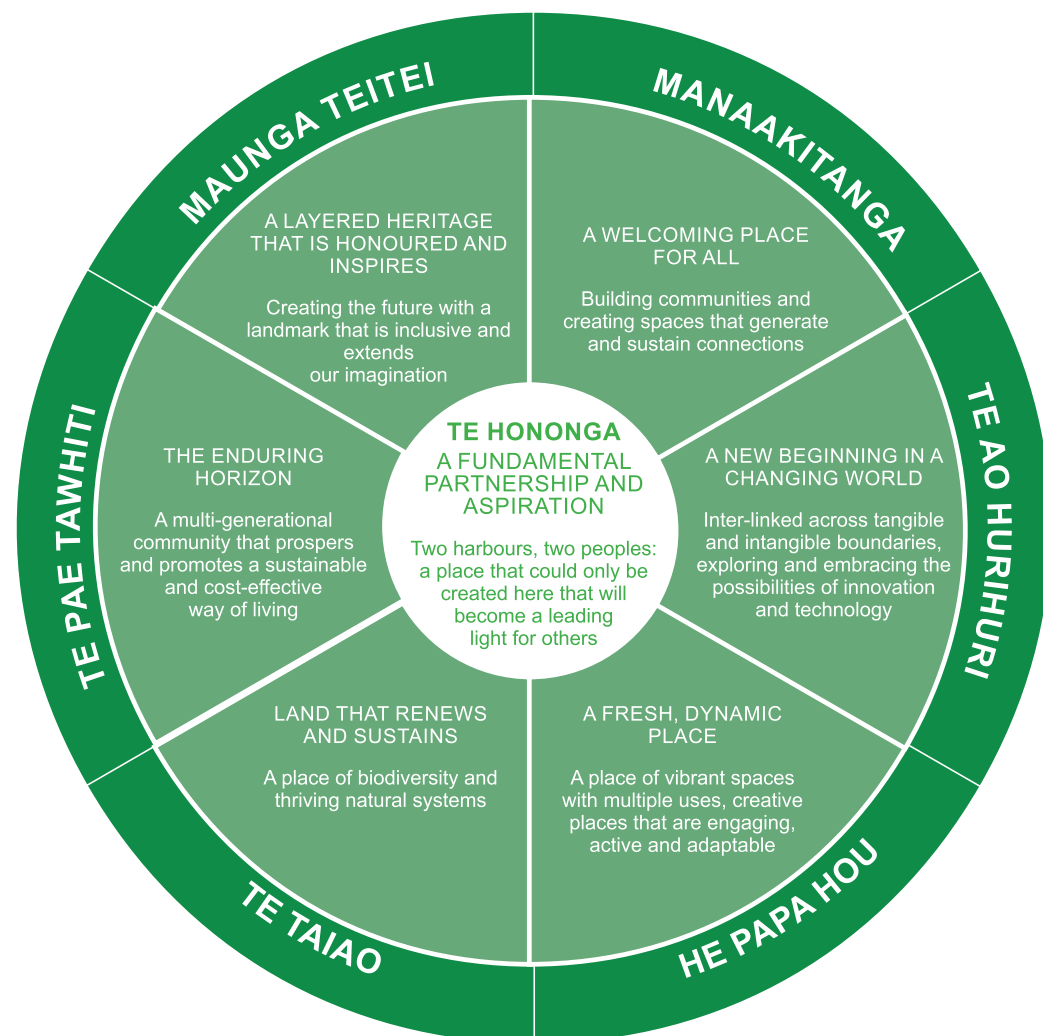 MAUNGA TEITEI
A LAYERED HERITAGE
THAT IS HONOURED AND
INSPIRES
Creating the future with a
landmark that is inclusive and
extends
our imagination
MANAAKITANGA
A WELCOMING PLACE
FOR ALL
Building communities and
creating spaces that generate
and sustain connections
TE PAE TAWHITI
THE ENDURING
HORIZON
A multi-generational
community that prospers
and promotes a sustainable
and cost-effective
way of living
TE HONONGA
A FUNDAMENTAL
PARTNERSHIP AND
ASPIRATION
Two harbours, two peoples:
a place that could only be
created here that will
become a leading
light for others
TE AO HURIHURI
A NEW BEGINNING IN A
CHANGING WORLD
Inter-linked across tangible
and intangible boundaries,
exploring and embracing the
possibilities of innovation
and technology
TE TAIAO
LAND THAT RENEWS
AND SUSTAINS
A place of biodiversity and
thriving natural systems
HE PAPA HOU
A FRESH, DYNAMIC
PLACE
A place of vibrant spaces
with multiple uses, creative
places that are engaging,
active and adaptable